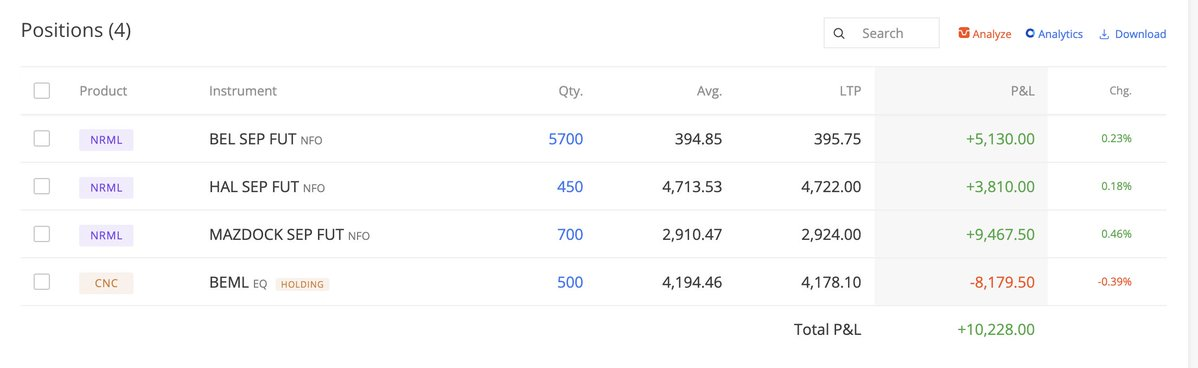 Positions (4)
Search Analyze Analytics Download
Product Instrument Qty. Avg. LTP P&L Chg.
NRML BEL SEP FUT NFO 5700 394.85 395.75 +5,130.00 0.23%
NRML HAL SEP FUT NFO 450 4,713.53 4,722.00 +3,810.00 0.18%
NRML MAZDOCK SEP FUT NFO 700 2,910.47 2,924.00 +9,467.50 0.46%
CNC BEML EQ HOLDING 500 4,194.46 4,178.10 -8,179.50 -0.39%
Total P&L +10,228.00